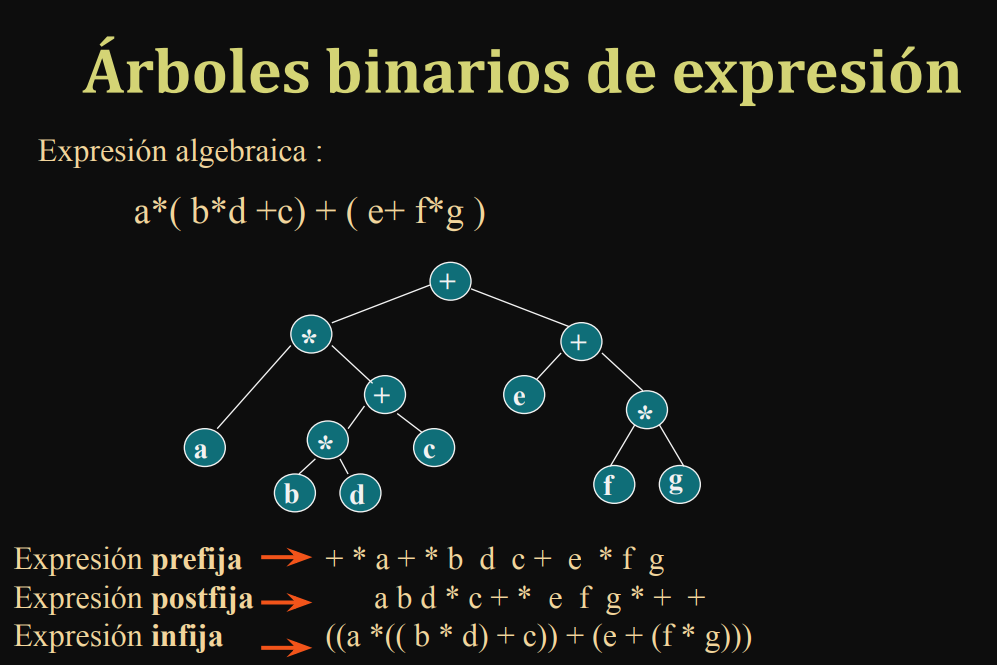 Árboles binarios de expresión
Expresión algebraica :
a*( b*d +c) + ( e+ f*g )
+
*
+
+
e
*
a
*
c
b
d
f
g
Expresión prefija + * a + * b d c + e * f g
Expresión postfija a b d * c + * e f g * + +
Expresión infija ((a *(( b * d) + c)) + (e + (f * g)))